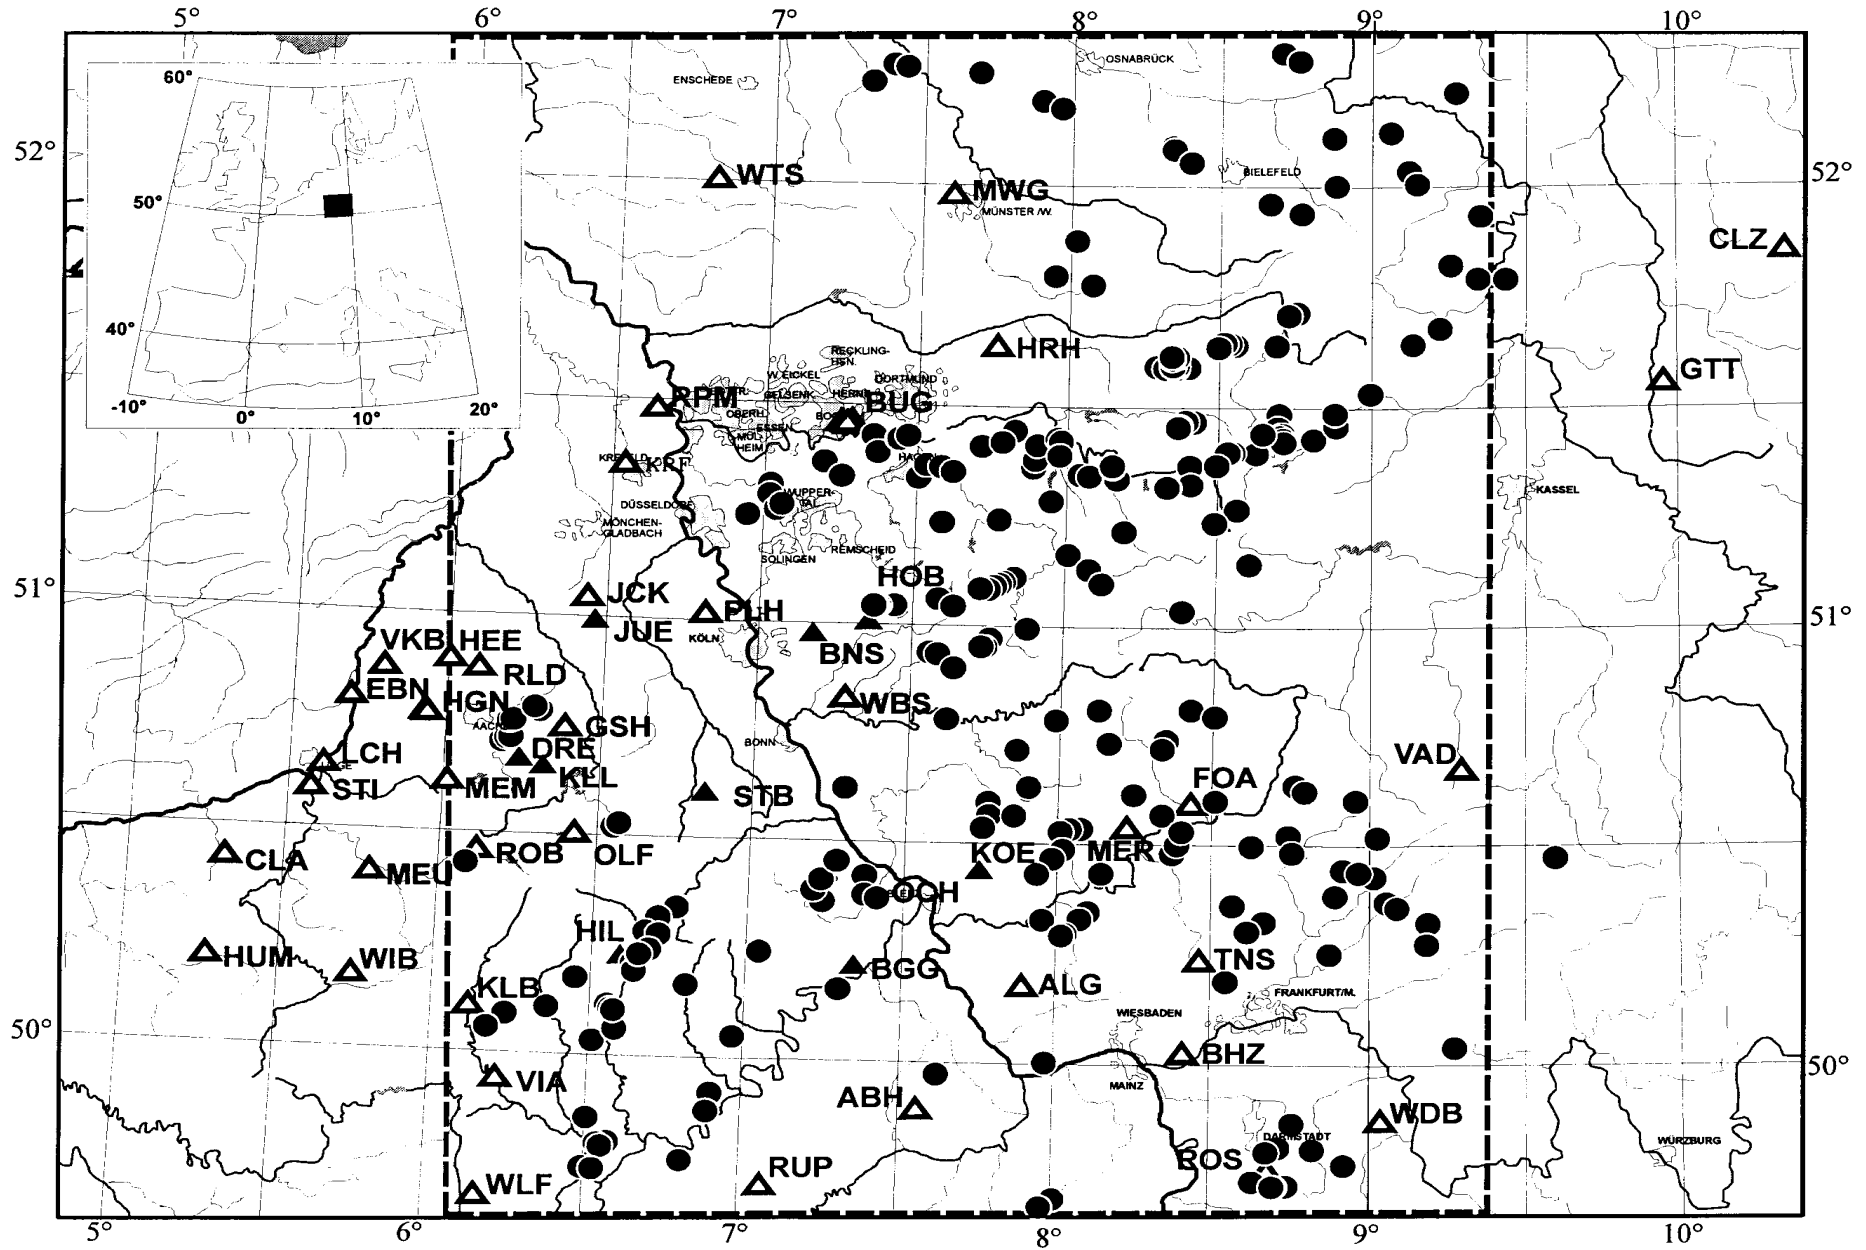 5° 6° 7° 8° 9° 10°
60°
50°
40°
-10° 0° 10° 20°
52°
52°
51°
51°
50°
50°
ENSCHEDE
OSNABRÜCK
WTS
MWG
MÜNSTER /W.
BIELEFELD
CLZ
HRH
RECKLING-
HSN.
W.EICKEL
DORTMUND
GELSENK.
HERNE
GTT
RPM
BUG
OBERH.
ESSEN
MÜL-
HEIM
KRF
HAGEN
WUPPER-
TAL
DÜSSELDORF
MÖNCHEN-
GLADBACH
SOLINGEN
REMSCHEID
KASSEL
HOB
JCK
JUE
PLH
KÖLN
BNS
VKB
HEE
RLD
EBN
HGN
WBS
GSH
BONN
DRE
KLL
LCH
STI
MEM
STB
FOA
VAD
CLA
MEU
ROB
OLF
KOE
MER
OCH
HIL
HUM
WIB
KLB
BGG
ALG
TNS
FRANKFURT/M.
WIESBADEN
BHZ
MAINZ
VIA
ABH
WDB
DARMSTADT
ROS
WÜRZBURG
WLF
RUP
5° 6° 7° 8° 9° 10°